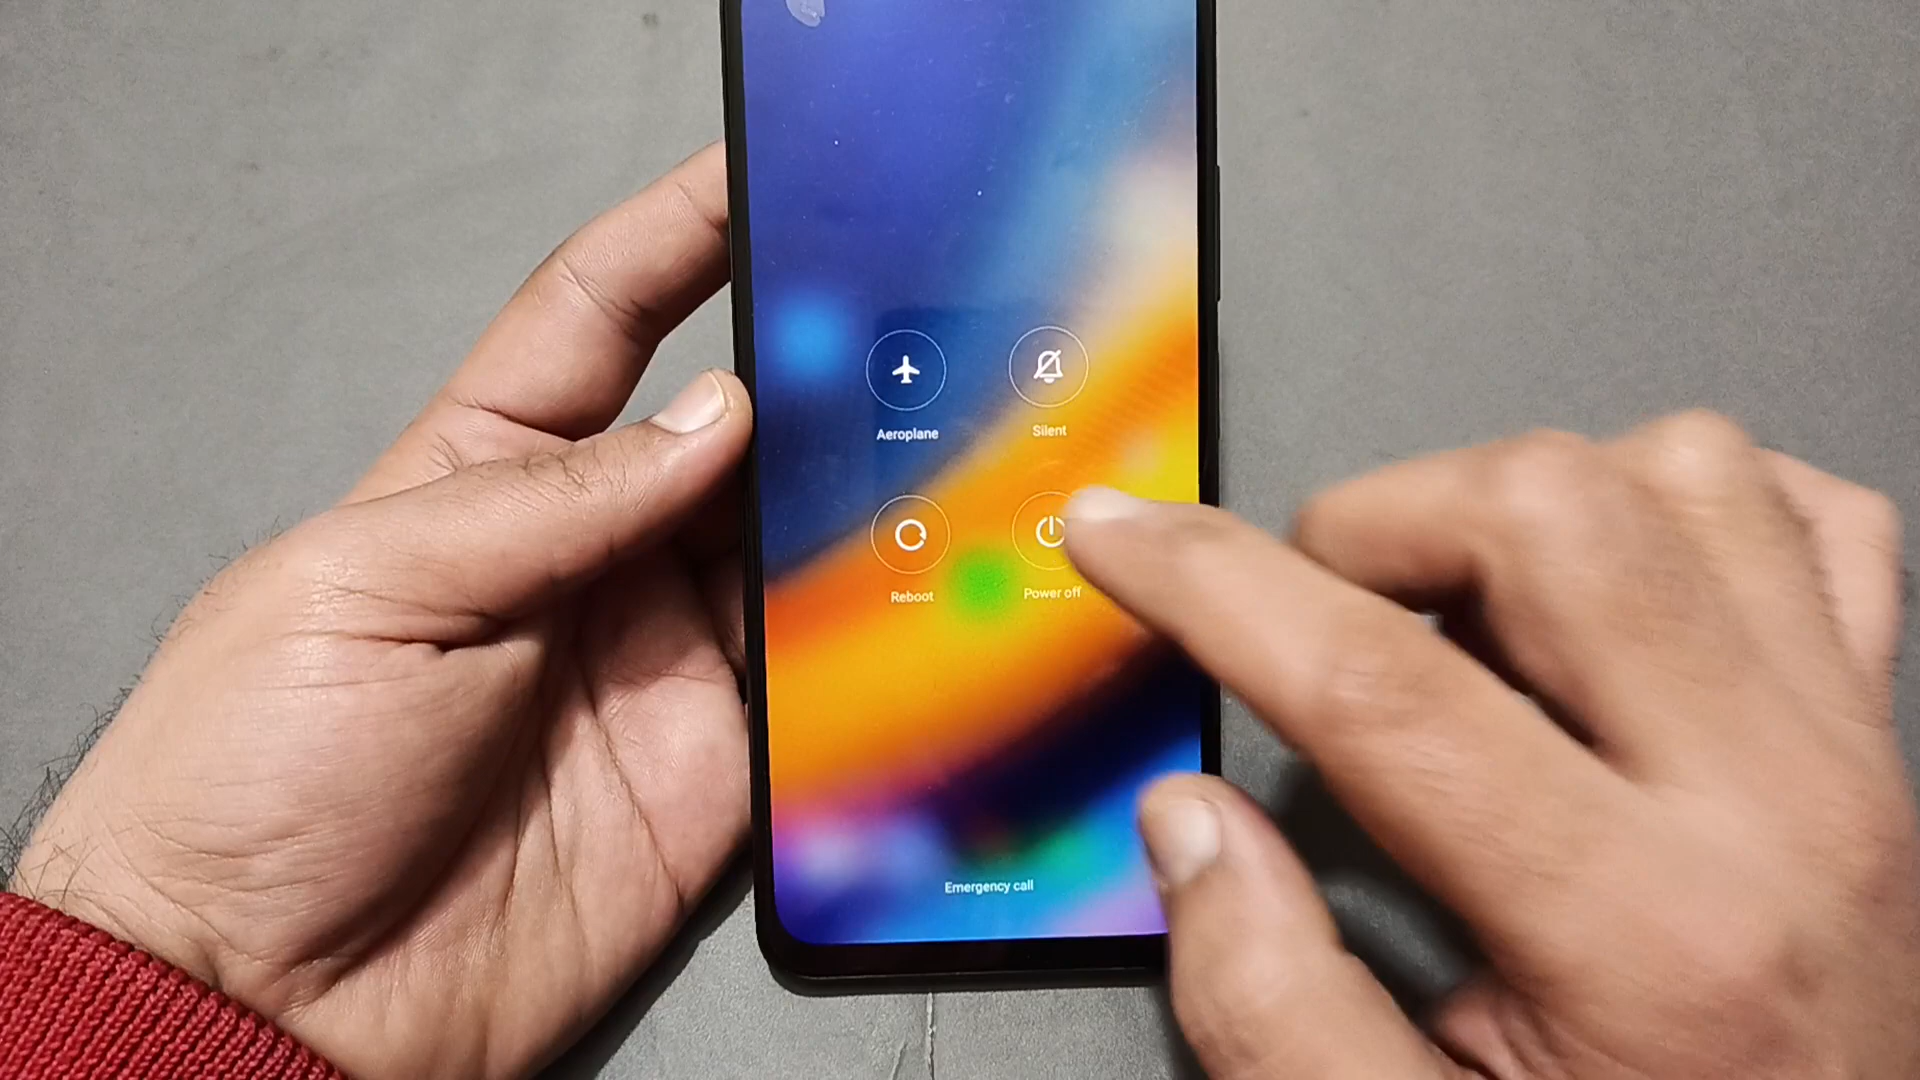 Aeroplane
Silent
Reboot
Power off
Emergency call